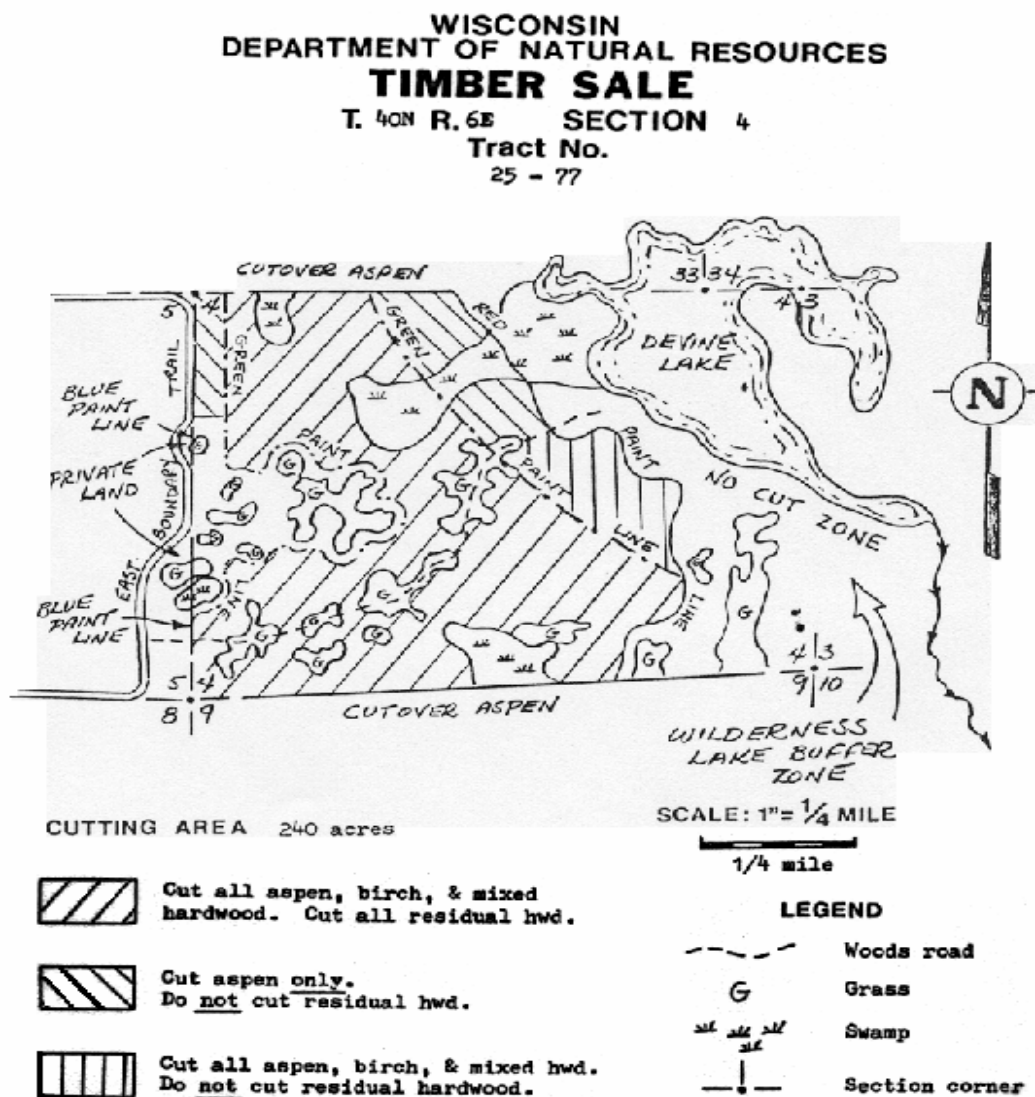 WISCONSIN
DEPARTMENT OF NATURAL RESOURCES
TIMBER SALE
T. 40N R. 6E SECTION 4
Tract No.
25 - 77
CUTOVER ASPEN
33 34
4 3
5 4
TRAIL
GREEN
GREEN
RED
DEVINE
LAKE
N
BLUE
PAINT
LINE
G
PAINT
PAINT
PAINT
PRIVATE
LAND
G
G
G
G
G
NO CUT ZONE
BOUNDARY
LINE
LINE
EAST
G
G
G
LINE
G
BLUE
PAINT
LINE
G
G
G
G
G
G
4 3
9 10
5 4
8 9
CUTOVER ASPEN
WILDERNESS
LAKE BUFFER
ZONE
CUTTING AREA 240 acres
SCALE: 1"= 1/4 MILE
1/4 mile
Cut all aspen, birch, & mixed
hardwood. Cut all residual hwd.
LEGEND
Woods road
Cut aspen only.
Do not cut residual hwd.
G Grass
Swamp
Cut all aspen, birch, & mixed hwd.
Do not cut residual hardwood.
Section corner